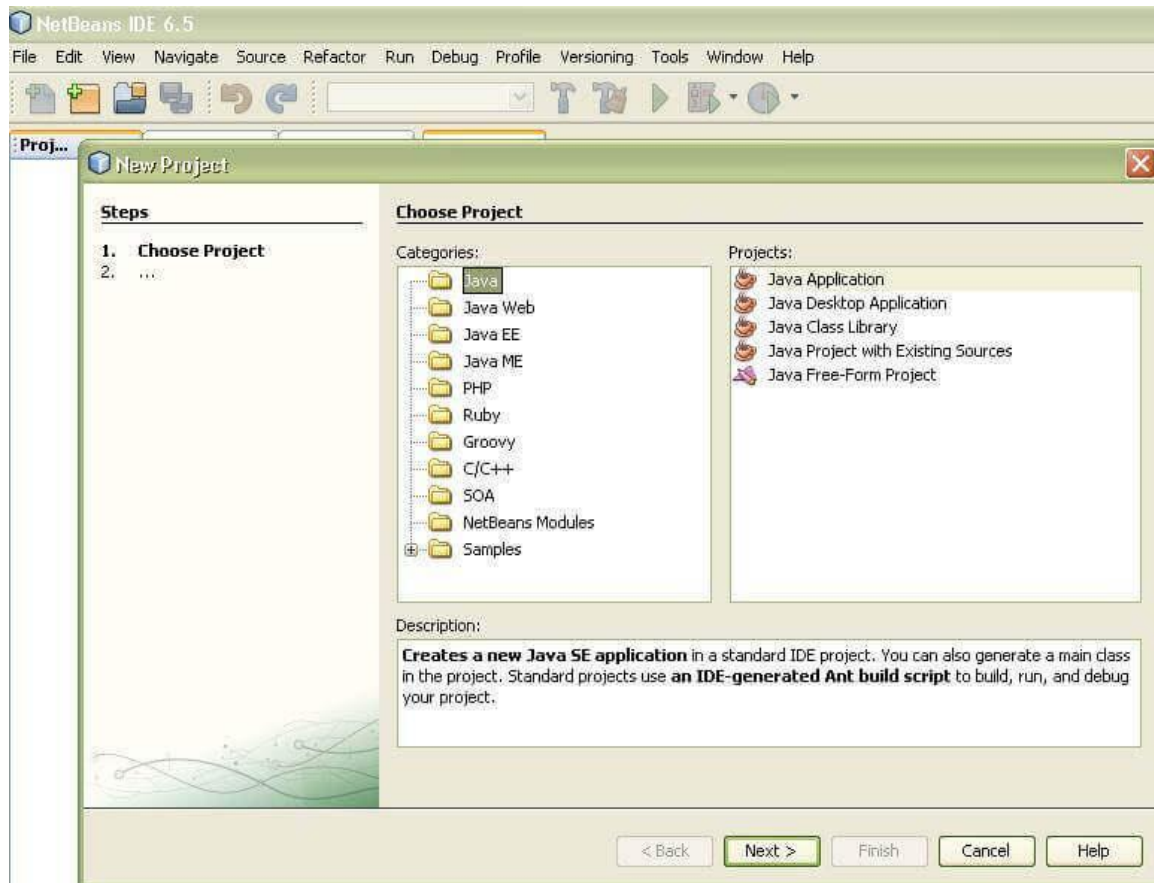 NetBeans IDE 6.5
File Edit View Navigate Source Refactor Run Debug Profile Versioning Tools Window Help
Proj...
New Project
Steps
1. Choose Project
2. ...
Choose Project
Categories:
Java
Java Web
Java EE
Java ME
PHP
Ruby
Groovy
C/C++
SOA
NetBeans Modules
Samples
Projects:
Java Application
Java Desktop Application
Java Class Library
Java Project with Existing Sources
Java Free-Form Project
Description:
Creates a new Java SE application in a standard IDE project. You can also generate a main class
in the project. Standard projects use an IDE-generated Ant build script to build, run, and debug
your project.
< Back Next > Finish Cancel Help